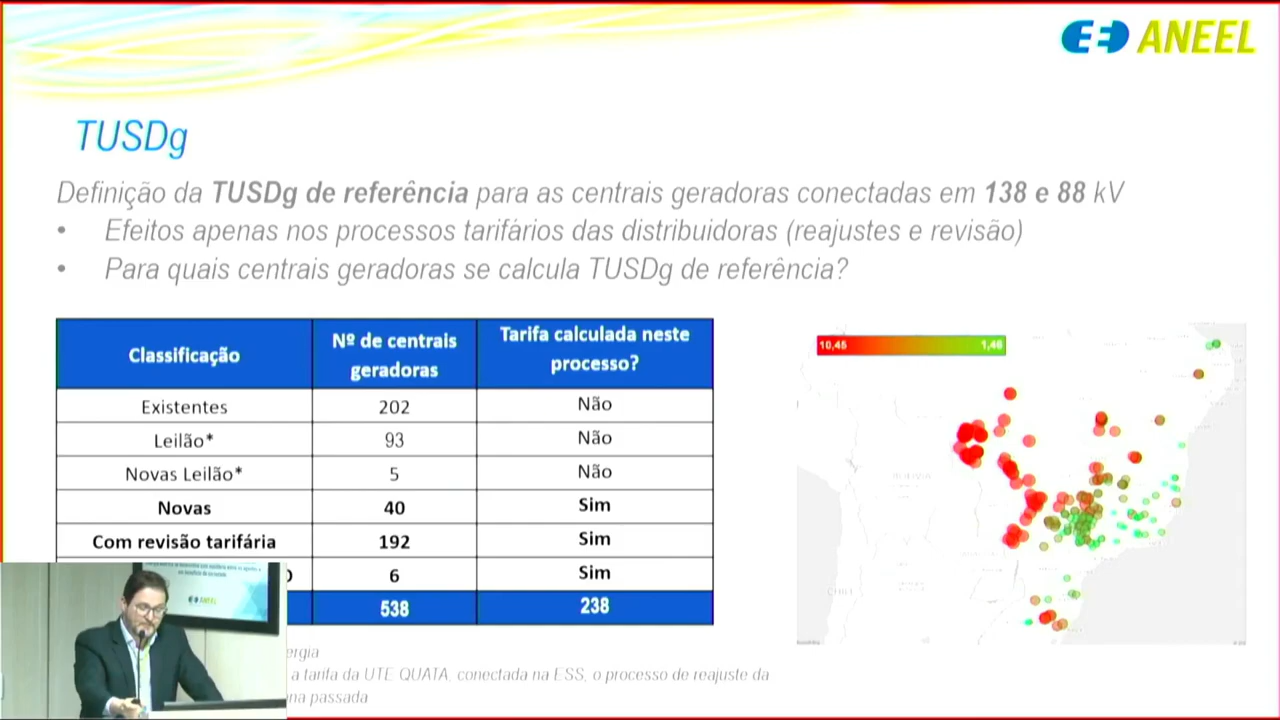 ANEEL
TUSDg
Definição da TUSDg de referência para as centrais geradoras conectadas em 138 e 88 kV
• Efeitos apenas nos processos tarifários das distribuidoras (reajustes e revisão)
• Para quais centrais geradoras se calcula TUSDg de referência?
Classificação Nº de centrais geradoras Tarifa calculada neste processo?
Existentes 202 Não
Leilão* 93 Não
Novas Leilão* 5 Não
Novas 40 Sim
Com revisão tarifária 192 Sim
6 Sim
538 238
10,45 1,46
a tarifa da UTE QUATA, conectada na ESS, o processo de reajuste da
passada
ANEEL